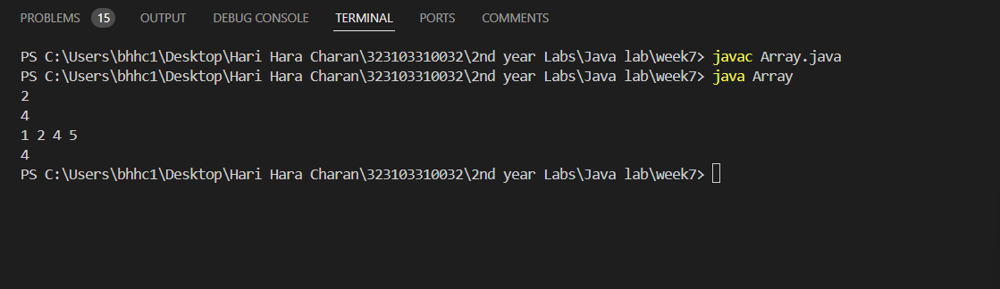 PROBLEMS 15 OUTPUT DEBUG CONSOLE TERMINAL PORTS COMMENTS
PS C:\Users\bhhc1\Desktop\Hari Hara Charan\323103310032\2nd year Labs\Java lab\week7> javac Array.java
PS C:\Users\bhhc1\Desktop\Hari Hara Charan\323103310032\2nd year Labs\Java lab\week7> java Array
2
4
1 2 4 5
4
PS C:\Users\bhhc1\Desktop\Hari Hara Charan\323103310032\2nd year Labs\Java lab\week7>